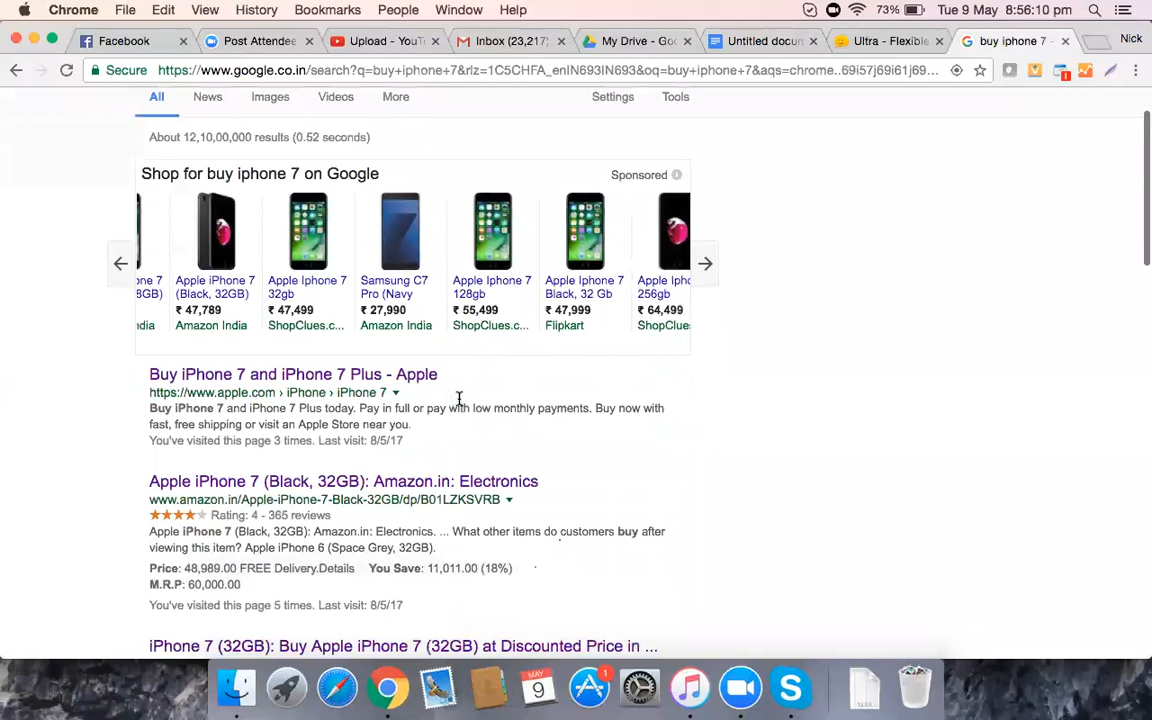 Chrome File Edit View History Bookmarks People Window Help 73% Tue 9 May 8:56:10 pm
Facebook Post Attendee Upload - YouT Inbox (23,217) My Drive - Goo Untitled docum Ultra - Flexible buy iphone 7 - Nick
Secure https://www.google.co.in/search?q=buy+iphone+7&rlz=1C5CHFA_enIN693IN693&oq=buy+iphone+7&aqs=chrome..69i57j69i61j69...
All News Images Videos More Settings Tools
About 12,10,00,000 results (0.52 seconds)
Shop for buy iphone 7 on Google Sponsored
one 7 Apple iPhone 7 Apple Iphone 7 Samsung C7 Apple Iphone 7 Apple iPhone 7 Apple Ipho
8GB) (Black, 32GB) 32gb Pro (Navy 128gb Black, 32 Gb 256gb
₹ 47,789 ₹ 47,499 ₹ 27,990 ₹ 55,499 ₹ 47,999 ₹ 64,499
dia Amazon India ShopClues.c... Amazon India ShopClues.c... Flipkart ShopClues
Buy iPhone 7 and iPhone 7 Plus - Apple
https://www.apple.com › iPhone › iPhone 7
Buy iPhone 7 and iPhone 7 Plus today. Pay in full or pay with low monthly payments. Buy now with
fast, free shipping or visit an Apple Store near you.
You've visited this page 3 times. Last visit: 8/5/17
Apple iPhone 7 (Black, 32GB): Amazon.in: Electronics
www.amazon.in/Apple-iPhone-7-Black-32GB/dp/B01LZKSVRB
Rating: 4 - 365 reviews
Apple iPhone 7 (Black, 32GB): Amazon.in: Electronics. ... What other items do customers buy after
viewing this item? Apple iPhone 6 (Space Grey, 32GB).
Price: 48,989.00 FREE Delivery.Details You Save: 11,011.00 (18%)
M.R.P: 60,000.00
You've visited this page 5 times. Last visit: 8/5/17
iPhone 7 (32GB): Buy Apple iPhone 7 (32GB) at Discounted Price in ...
MAY
9
1